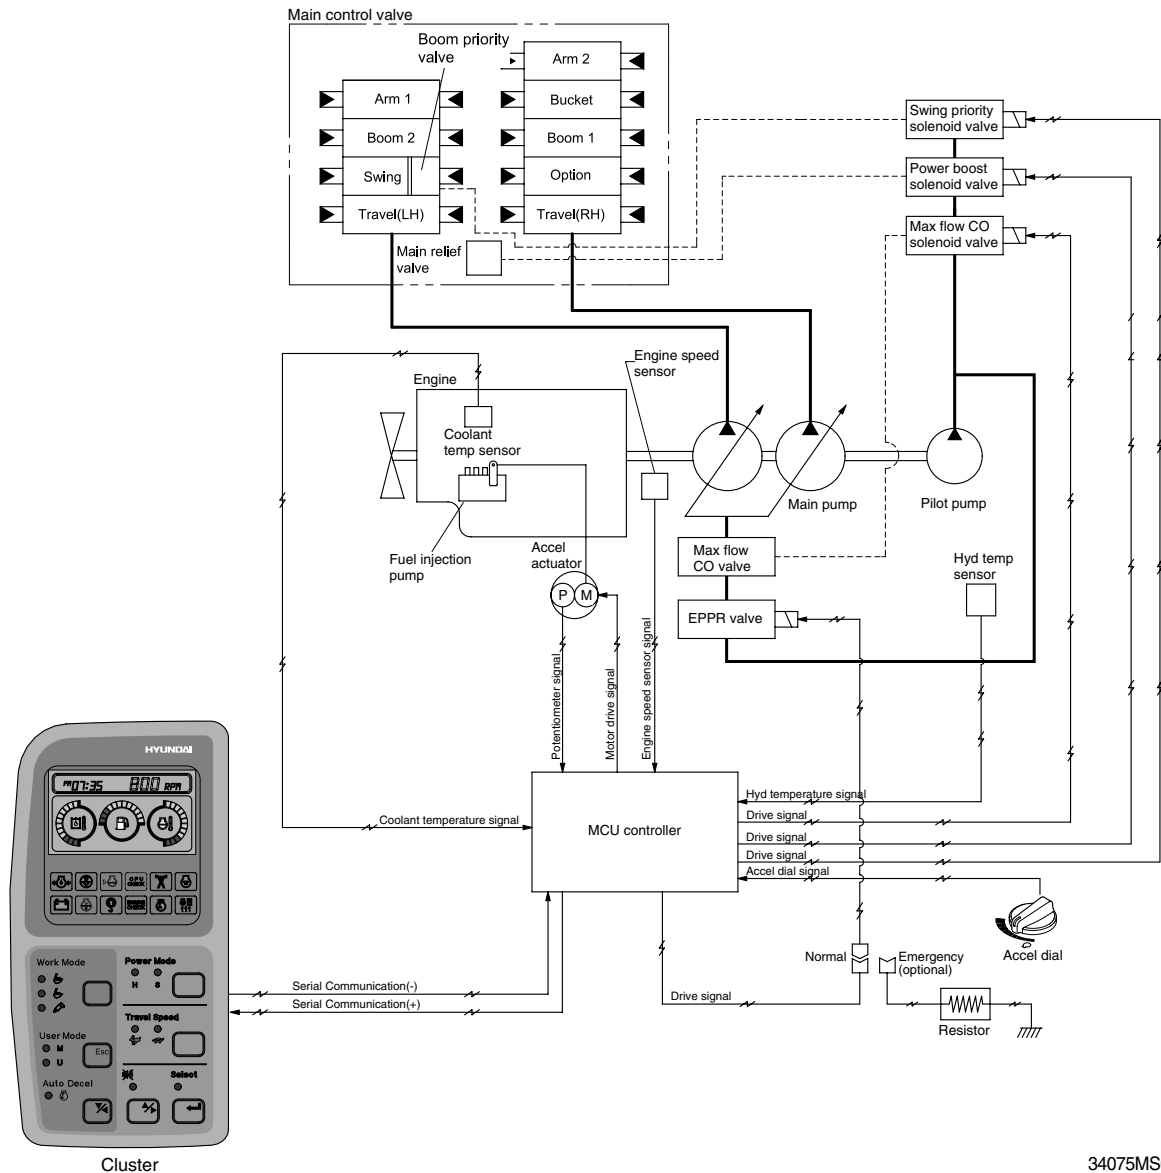 Main control valve
Boom priority
valve
Arm 1
Boom 2
Swing
Travel(LH)
Arm 2
Bucket
Boom 1
Option
Travel(RH)
Main relief
valve
Swing priority
solenoid valve
Power boost
solenoid valve
Max flow CO
solenoid valve
Engine
Coolant
temp sensor
Engine speed
sensor
Fuel injection
pump
Accel
actuator
P
M
Main pump
Pilot pump
Max flow
CO valve
EPPR valve
Hyd temp
sensor
Potentiometer signal
Motor drive signal
Engine speed sensor signal
MCU controller
Coolant temperature signal
Hyd temperature signal
Drive signal
Drive signal
Drive signal
Accel dial signal
Accel dial
Normal
Emergency
(optional)
Drive signal
Resistor
Serial Communication(-)
Serial Communication(+)
HYUNDAI
PM 07:35 800 RPM
CPU
CHECK
ENGINE
CHECK
Work Mode
Power Mode
H S
Travel Speed
User Mode
M
U
Esc
Auto Decel
Select
Cluster
34075MS